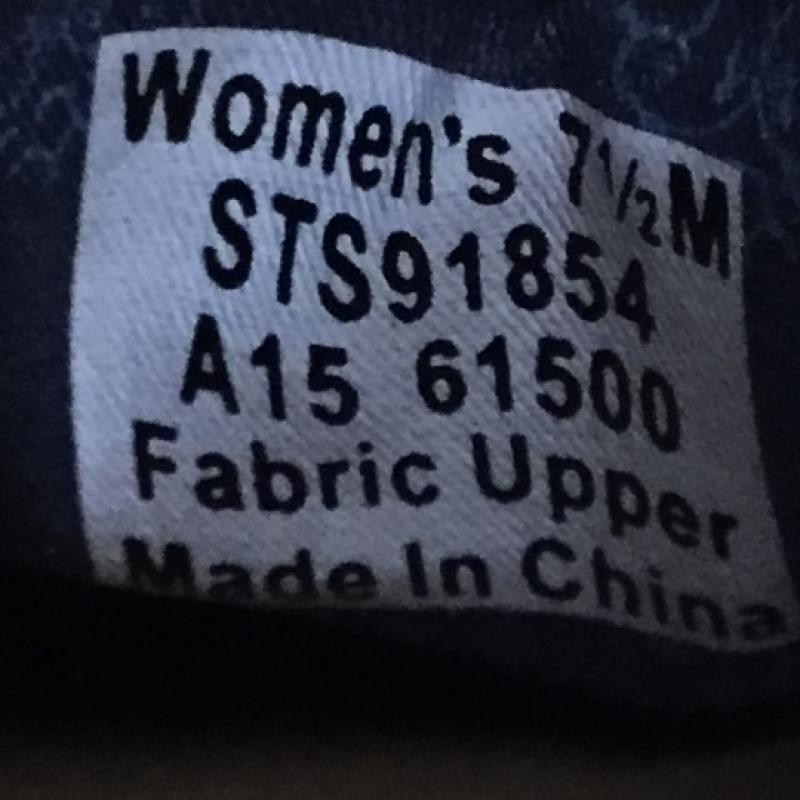 Women's 7½M
STS91854
A15 61500
Fabric Upper
Made In China